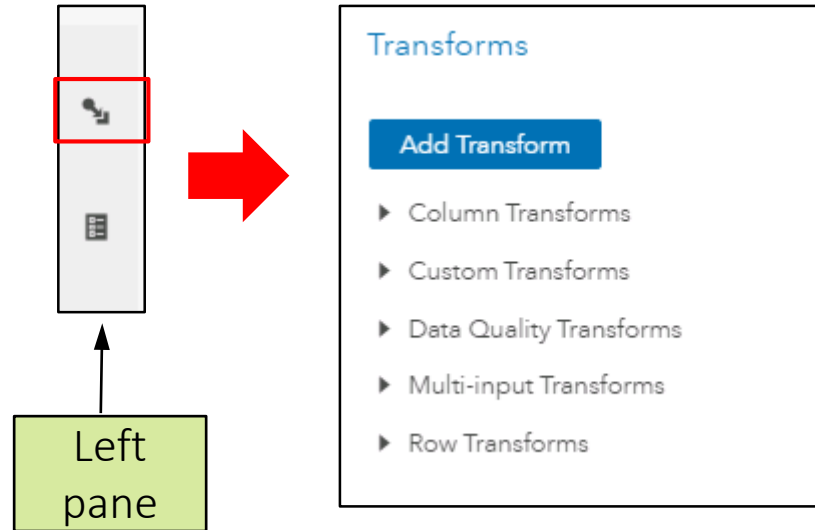 Transforms
Add Transform
Column Transforms
Custom Transforms
Data Quality Transforms
Multi-input Transforms
Row Transforms
Left
pane